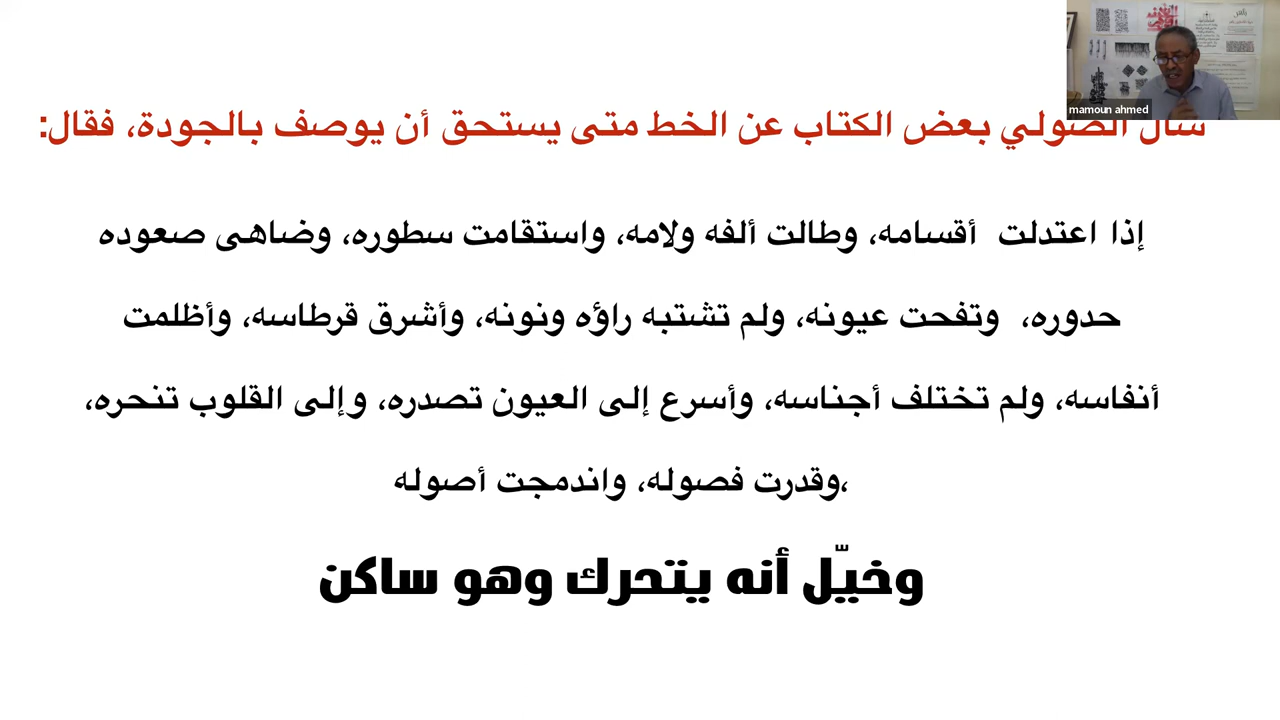 سأل الصولي بعض الكتاب عن الخط متى يستحق أن يوصف بالجودة، فقال:
إذا اعتدلت أقسامه، وطالت ألفه ولامه، واستقامت سطوره، وضاهى صعوده
حدوره، وتفحت عيونه، ولم تشتبه راؤه ونونه، وأشرق قرطاسه، وأظلمت
أنفاسه، ولم تختلف أجناسه، وأسرع إلى العيون تصدره، وإلى القلوب تنحره،
،وقدرت فصوله، واندمجت أصوله
وخيّل أنه يتحرك وهو ساكن
mamoun ahmed